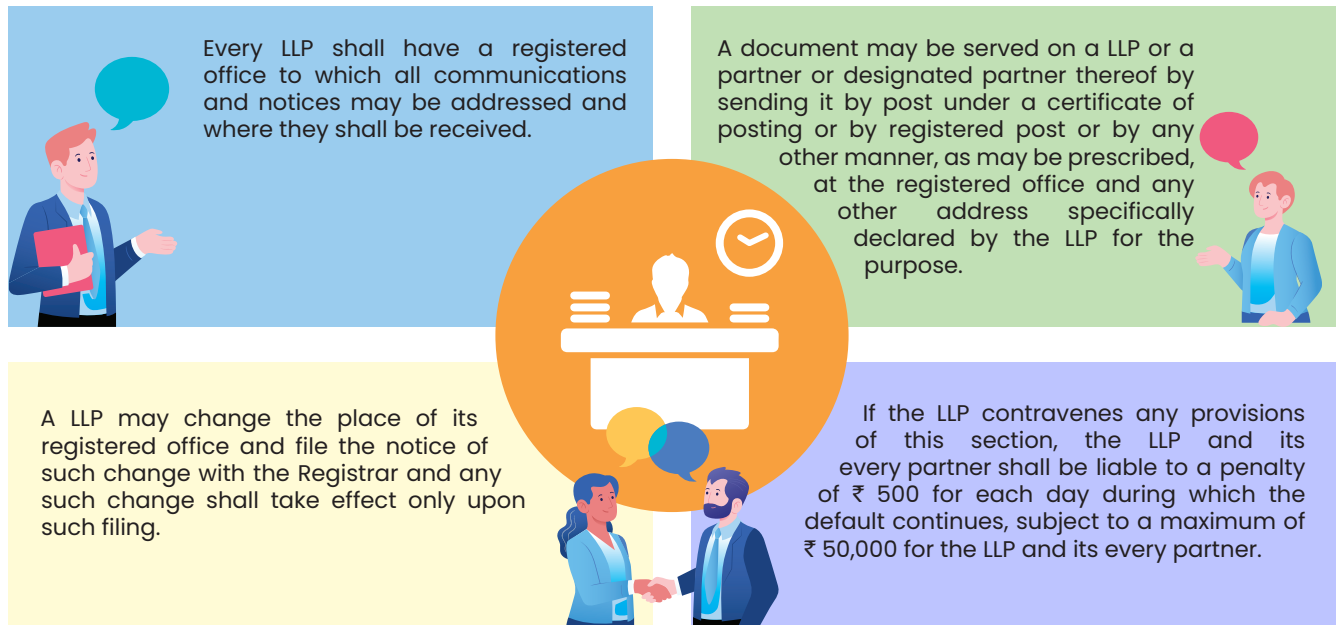 Every LLP shall have a registered
office to which all communications
and notices may be addressed and
where they shall be received.
A document may be served on a LLP or a
partner or designated partner thereof by
sending it by post under a certificate of
posting or by registered post or by any
other manner, as may be prescribed,
at the registered office and any
other address specifically
declared by the LLP for the
purpose.
A LLP may change the place of its
registered office and file the notice of
such change with the Registrar and any
such change shall take effect only upon
such filing.
If the LLP contravenes any provisions
of this section, the LLP and its
every partner shall be liable to a penalty
of ₹ 500 for each day during which the
default continues, subject to a maximum of
₹ 50,000 for the LLP and its every partner.